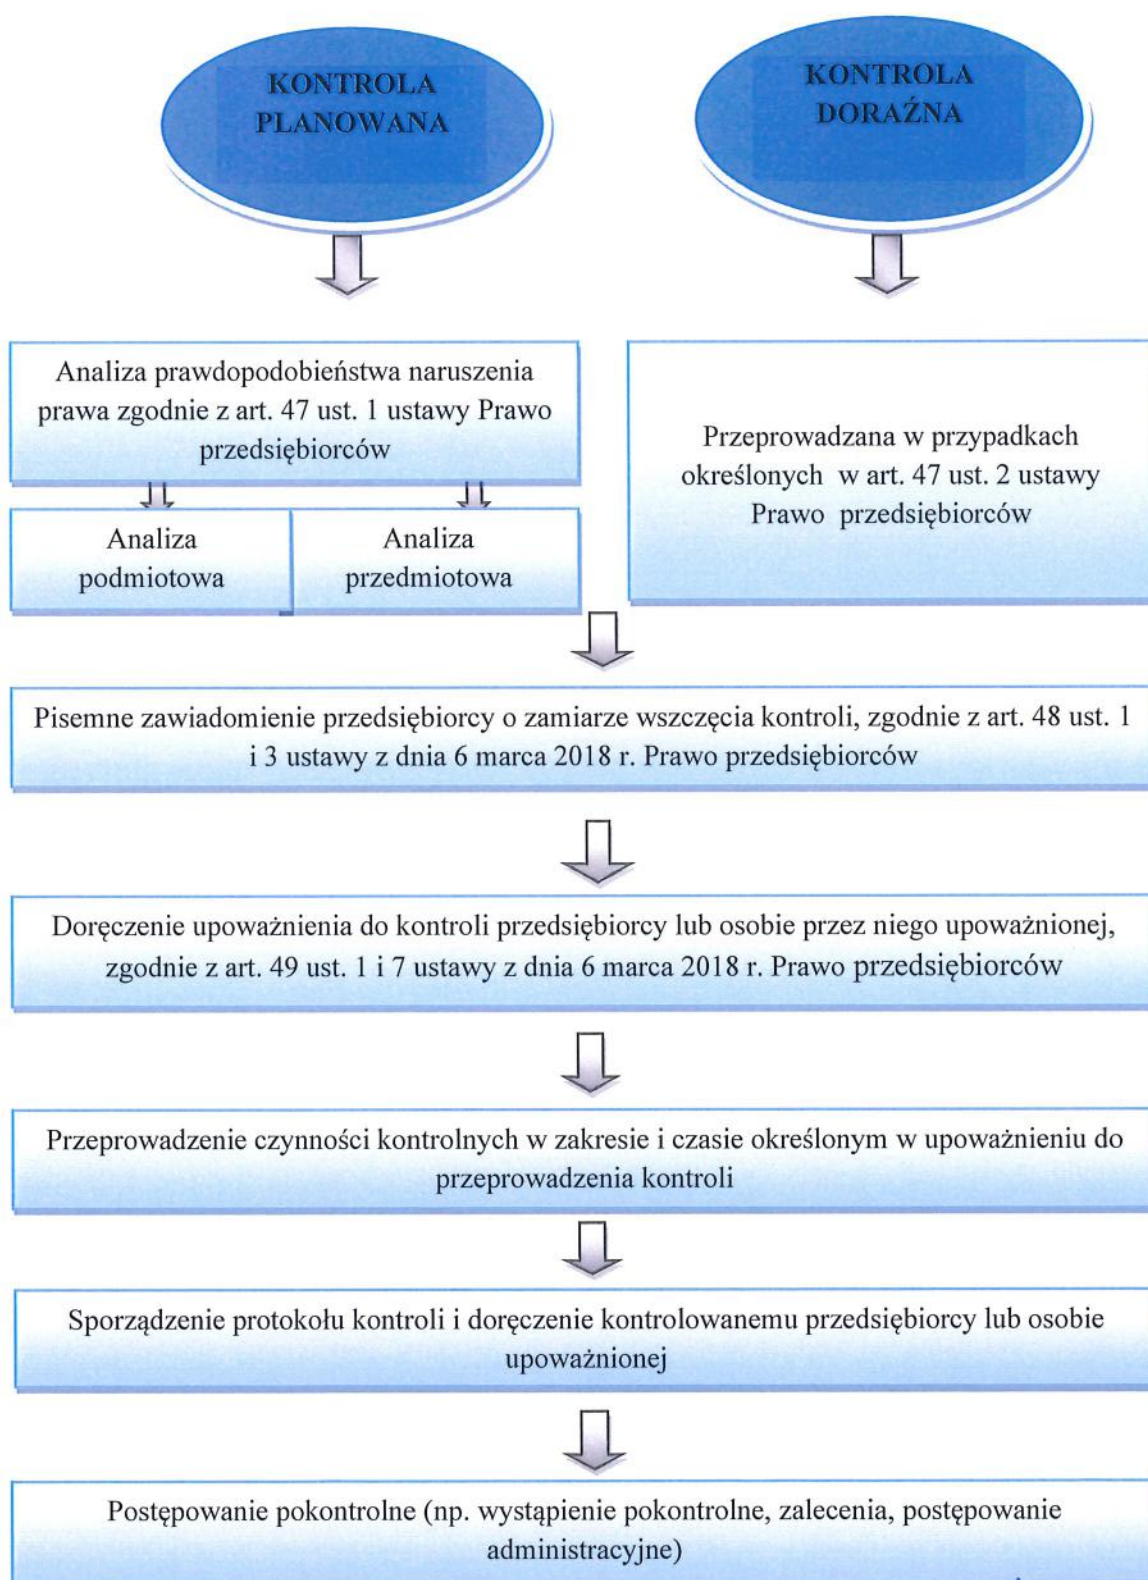 KONTROLA
PLANOWANA
KONTROLA
DORAŹNA
Analiza prawdopodobieństwa naruszenia
prawa zgodnie z art. 47 ust. 1 ustawy Prawo
przedsiębiorców
Przeprowadzana w przypadkach
określonych w art. 47 ust. 2 ustawy
Prawo przedsiębiorców
Analiza
podmiotowa
Analiza
przedmiotowa
Pisemne zawiadomienie przedsiębiorcy o zamiarze wszczęcia kontroli, zgodnie z art. 48 ust. 1
i 3 ustawy z dnia 6 marca 2018 r. Prawo przedsiębiorców
Doręczenie upoważnienia do kontroli przedsiębiorcy lub osobie przez niego upoważnionej,
zgodnie z art. 49 ust. 1 i 7 ustawy z dnia 6 marca 2018 r. Prawo przedsiębiorców
Przeprowadzenie czynności kontrolnych w zakresie i czasie określonym w upoważnieniu do
przeprowadzenia kontroli
Sporządzenie protokołu kontroli i doręczenie kontrolowanemu przedsiębiorcy lub osobie
upoważnionej
Postępowanie pokontrolne (np. wystąpienie pokontrolne, zalecenia, postępowanie
administracyjne)